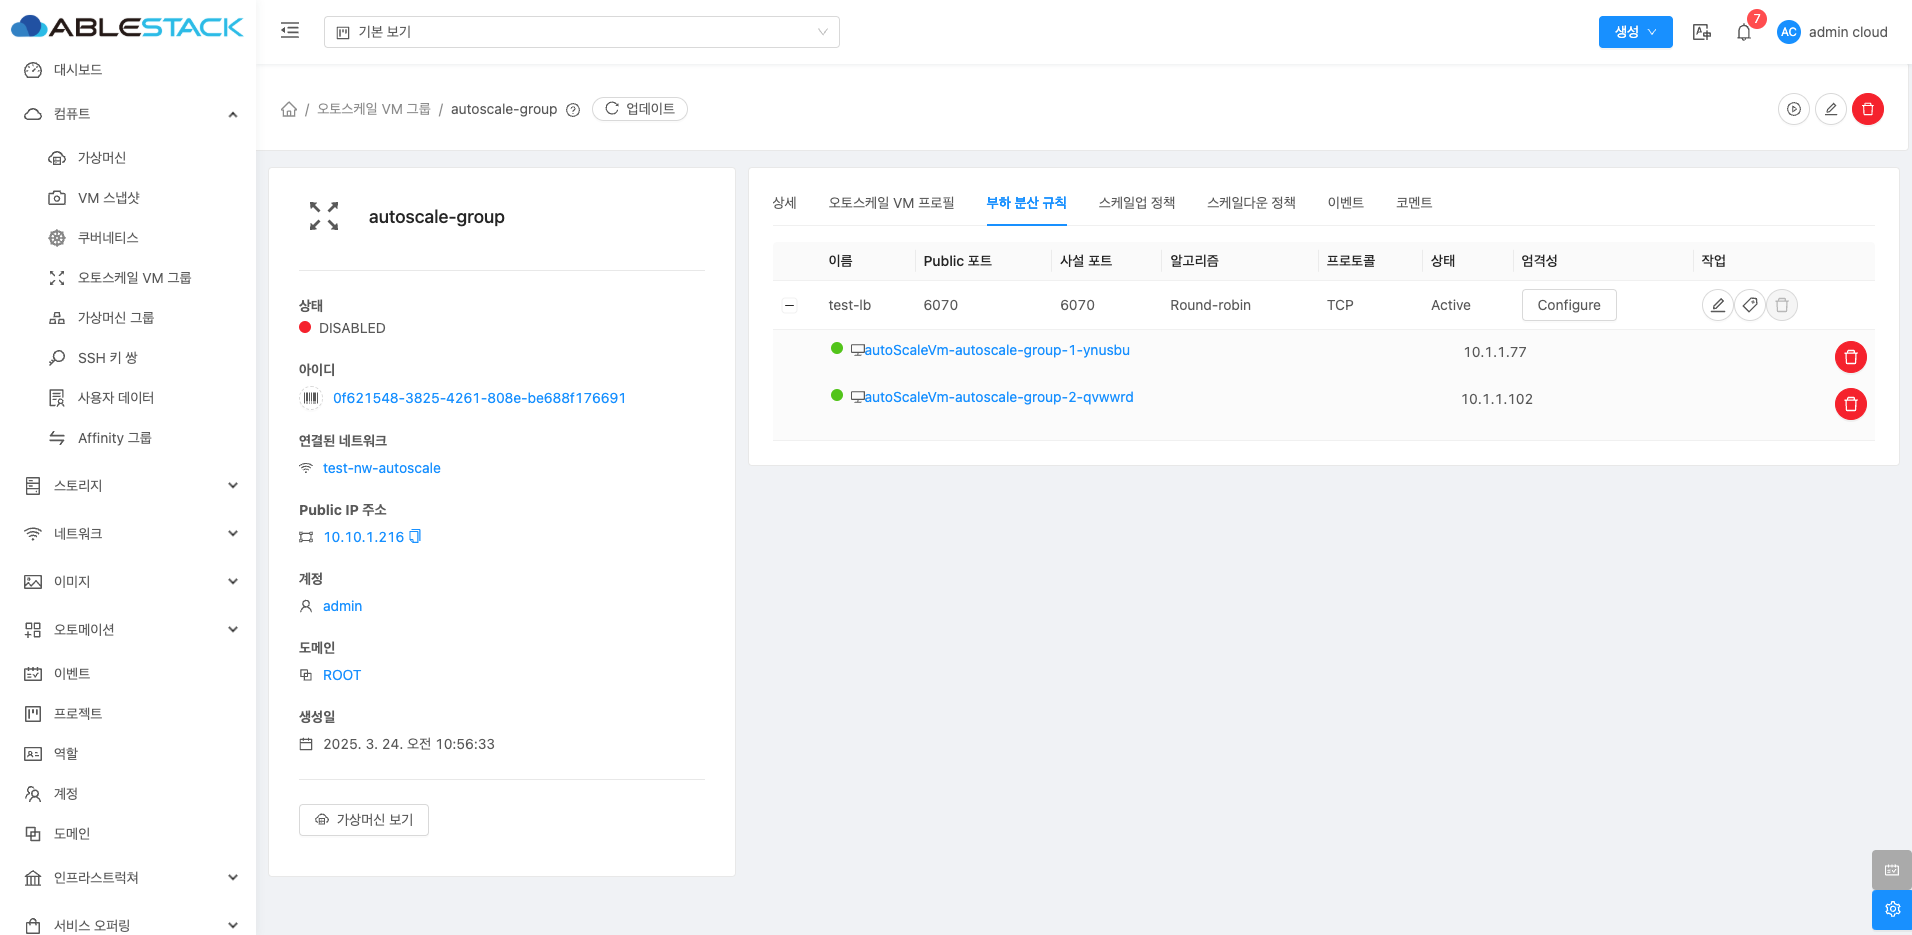 ABLESTACK
기본 보기
생성
7
AC
admin cloud
대시보드
컴퓨트
가상머신
VM 스냅샷
쿠버네티스
오토스케일 VM 그룹
가상머신 그룹
SSH 키 쌍
사용자 데이터
Affinity 그룹
스토리지
네트워크
이미지
오토메이션
이벤트
프로젝트
역할
계정
도메인
인프라스트럭쳐
서비스 오퍼링
/ 오토스케일 VM 그룹 / autoscale-group
업데이트
autoscale-group
상태
DISABLED
아이디
0f621548-3825-4261-808e-be688f176691
연결된 네트워크
test-nw-autoscale
Public IP 주소
10.10.1.216
계정
admin
도메인
ROOT
생성일
2025. 3. 24. 오전 10:56:33
가상머신 보기
상세 오토스케일 VM 프로필 부하 분산 규칙 스케일업 정책 스케일다운 정책 이벤트 코멘트
이름 Public 포트 사설 포트 알고리즘 프로토콜 상태 엄격성 작업
test-lb 6070 6070 Round-robin TCP Active Configure
autoScaleVm-autoscale-group-1-ynusbu 10.1.1.77
autoScaleVm-autoscale-group-2-qvwwrd 10.1.1.102